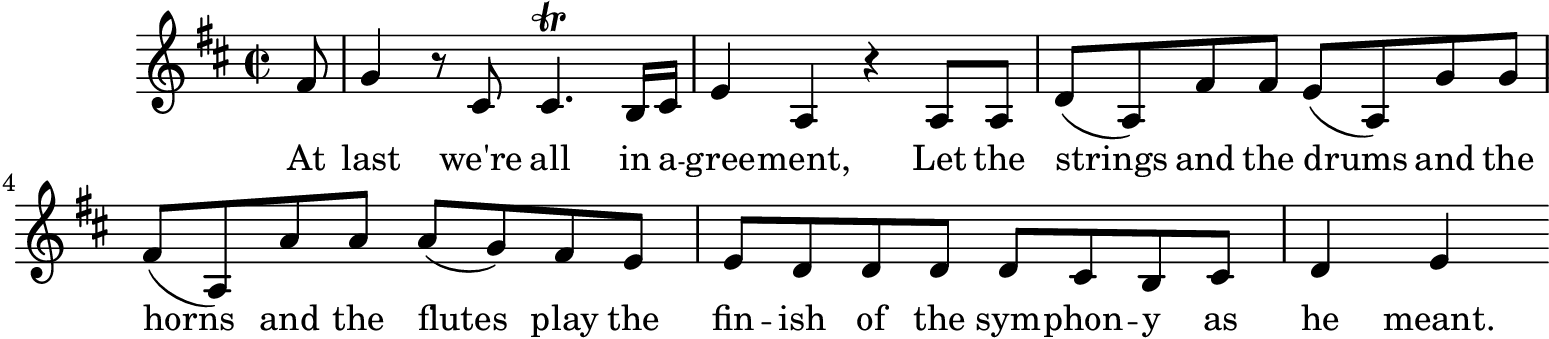 At last we're all in a-greement, Let the strings and the drums and the
4
horns and the flutes play the fin - ish of the symphon - y as he meant.